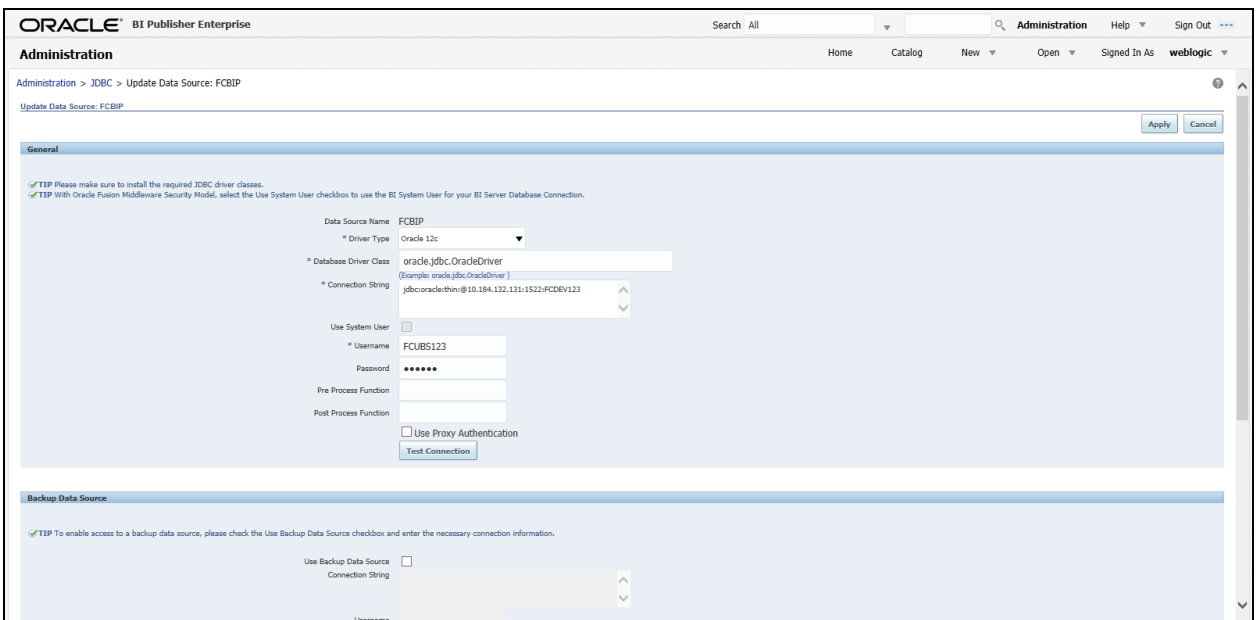 ORACLE® BI Publisher Enterprise Search All Administration Help Sign Out
Administration Home Catalog New Open Signed In As weblogic
Administration > JDBC > Update Data Source: FCBIP
Update Data Source: FCBIP
Apply Cancel
General
TIP Please make sure to install the required JDBC driver classes.
TIP With Oracle Fusion Middleware Security Model, select the Use System User checkbox to use the BI System User for your BI Server Database Connection.
Data Source Name FCBIP
* Driver Type Oracle 12c
* Database Driver Class oracle.jdbc.OracleDriver
(Example: oracle.jdbc.OracleDriver )
* Connection String jdbc:oracle:thin:@10.184.132.131:1522:FCDEV123
Use System User
* Username FCUBS123
Password ••••••
Pre Process Function
Post Process Function
Use Proxy Authentication
Test Connection
Backup Data Source
TIP To enable access to a backup data source, please check the Use Backup Data Source checkbox and enter the necessary connection information.
Use Backup Data Source
Connection String
Username